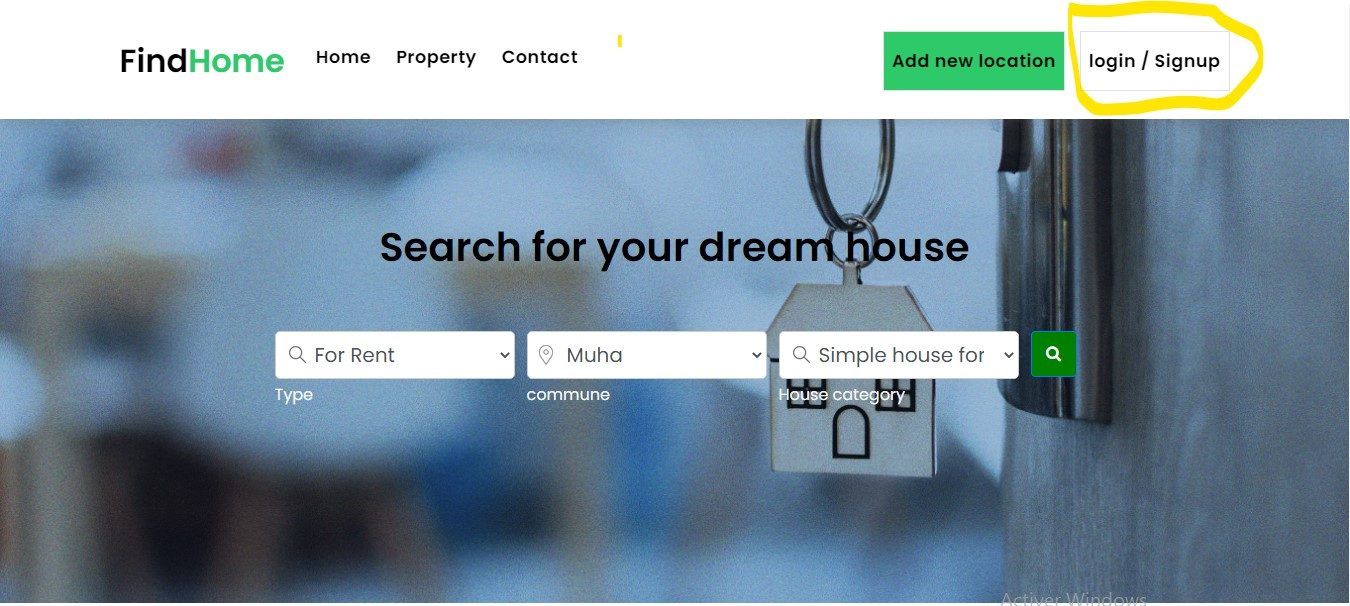 FindHome Home Property Contact Add new location login / Signup
Search for your dream house
For Rent Muha Simple house for
Type commune House category
Activer Windows